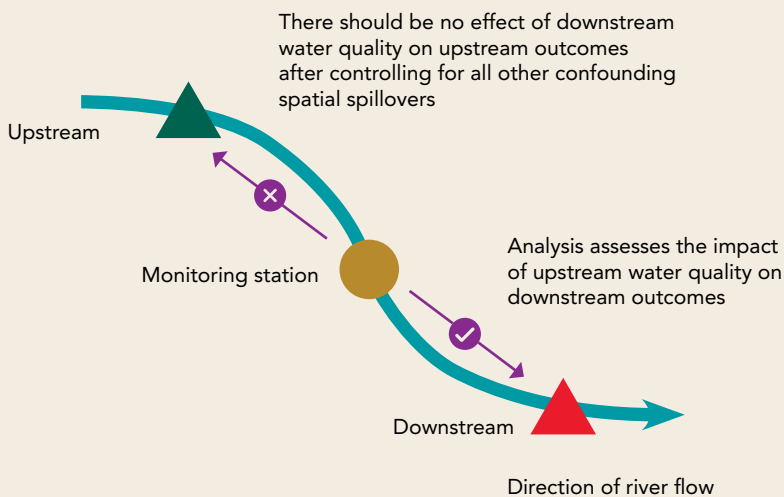 There should be no effect of downstream
water quality on upstream outcomes
after controlling for all other confounding
spatial spillovers
Upstream
Monitoring station
Analysis assesses the impact
of upstream water quality on
downstream outcomes
Downstream
Direction of river flow